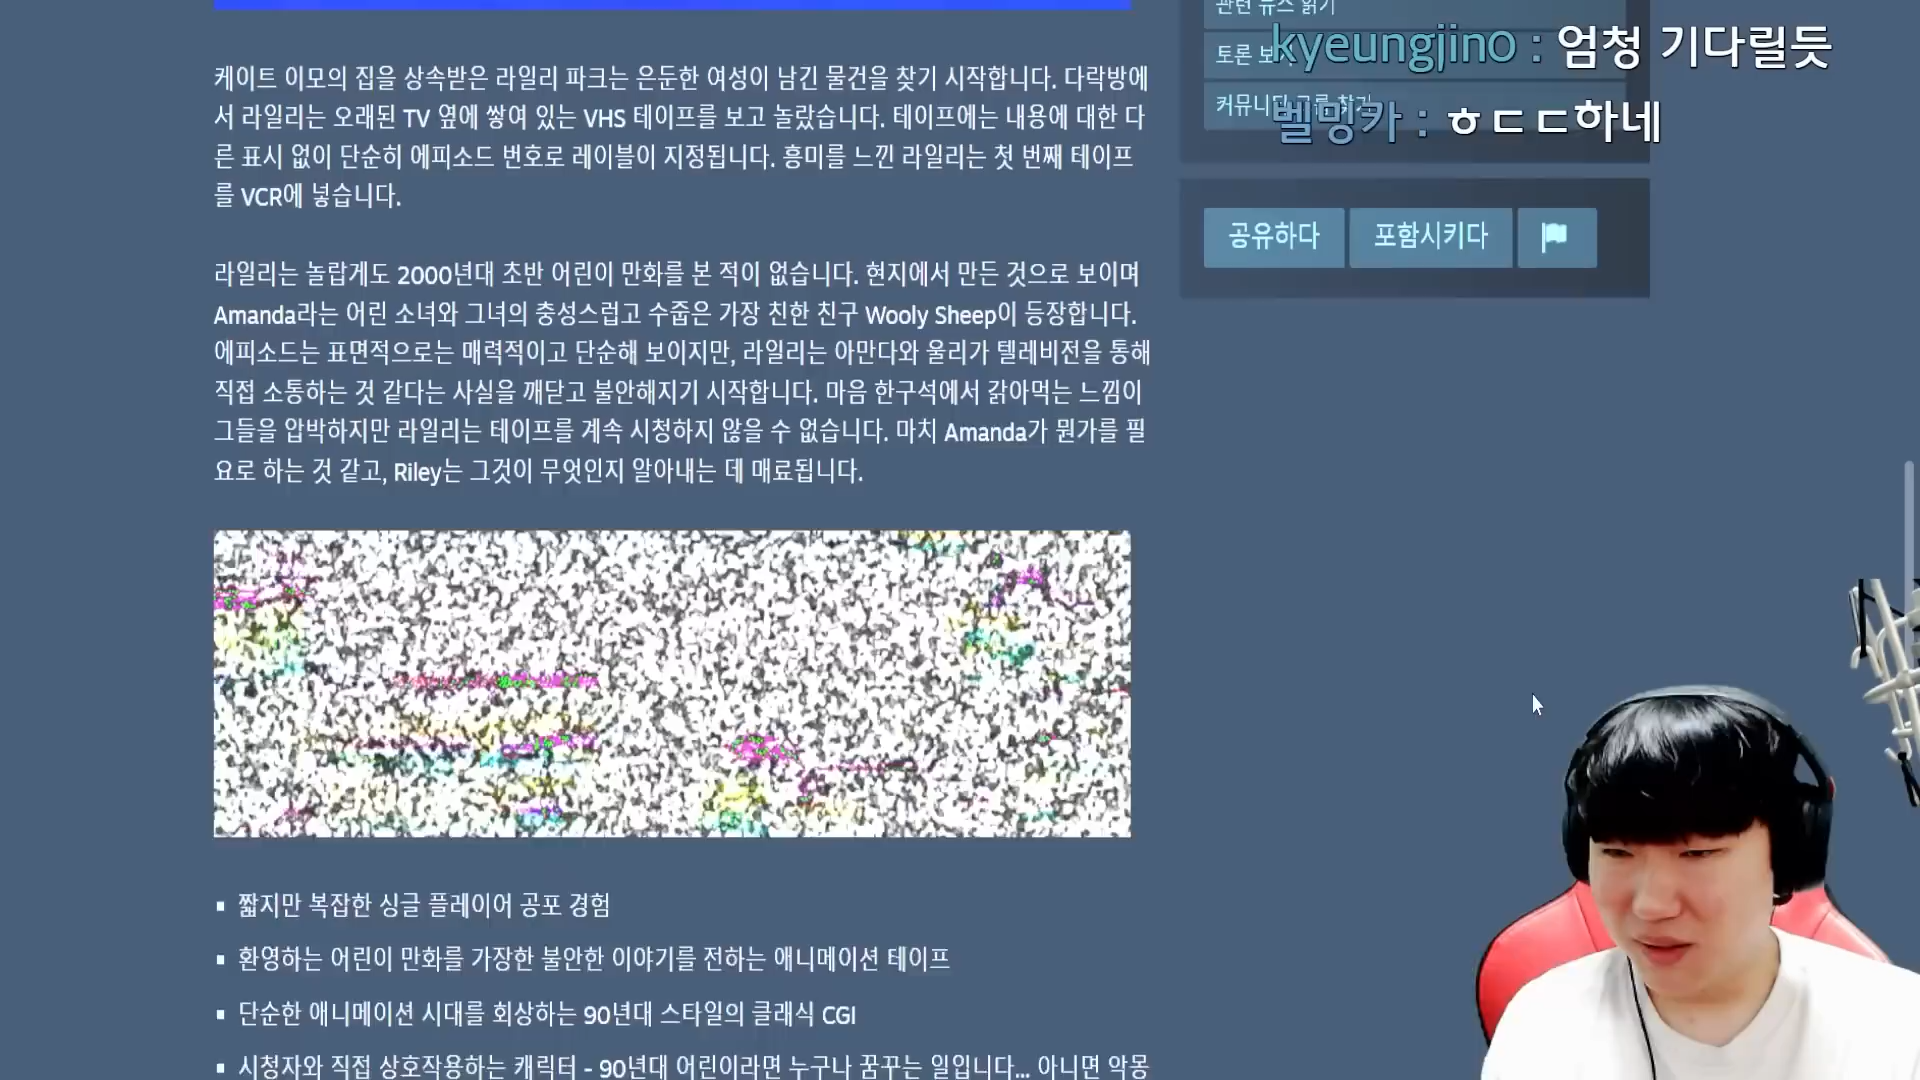 케이트 이모의 집을 상속받은 라일리 파크는 은둔한 여성이 남긴 물건을 찾기 시작합니다. 다락방에
서 라일리는 오래된 TV 옆에 쌓여 있는 VHS 테이프를 보고 놀랐습니다. 테이프에는 내용에 대한 다
른 표시 없이 단순히 에피소드 번호로 레이블이 지정됩니다. 흥미를 느낀 라일리는 첫 번째 테이프
를 VCR에 넣습니다.
라일리는 놀랍게도 2000년대 초반 어린이 만화를 본 적이 없습니다. 현지에서 만든 것으로 보이며
Amanda라는 어린 소녀와 그녀의 충성스럽고 수줍은 가장 친한 친구 Wooly Sheep이 등장합니다.
에피소드는 표면적으로는 매력적이고 단순해 보이지만, 라일리는 아만다와 울리가 텔레비전을 통해
직접 소통하는 것 같다는 사실을 깨닫고 불안해지기 시작합니다. 마음 한구석에서 갉아먹는 느낌이
그들을 압박하지만 라일리는 테이프를 계속 시청하지 않을 수 없습니다. 마치 Amanda가 뭔가를 필
요로 하는 것 같고, Riley는 그것이 무엇인지 알아내는 데 매료됩니다.
▪ 짧지만 복잡한 싱글 플레이어 공포 경험
▪ 환영하는 어린이 만화를 가장한 불안한 이야기를 전하는 애니메이션 테이프
▪ 단순한 애니메이션 시대를 회상하는 90년대 스타일의 클래식 CGI
▪ 시청자와 직접 상호작용하는 캐릭터 - 90년대 어린이라면 누구나 꿈꾸는 일입니다... 아니면 악몽
관련 뉴스 읽기
토론 보기
커뮤니티 그룹 찾기
kyeungjin0 : 엄청 기다릴듯
벨밍카 : ㅎㄷㄷ하네
공유하다 포함시키다